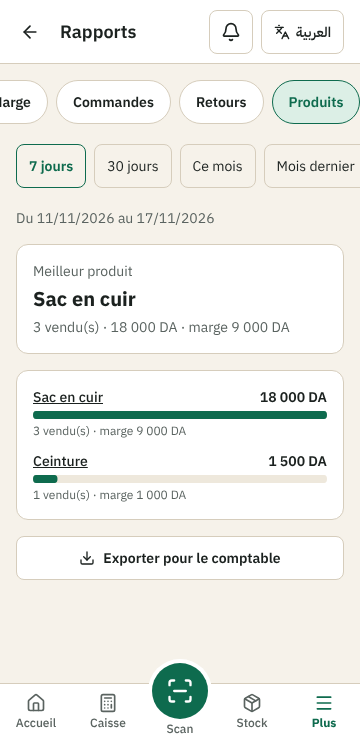 Rapports
العربية
Commandes
Retours
Produits
7 jours
30 jours
Ce mois
Mois dernier
Du 11/11/2026 au 17/11/2026
Meilleur produit
Sac en cuir
3 vendu(s) · 18 000 DA · marge 9 000 DA
Sac en cuir
18 000 DA
3 vendu(s) · marge 9 000 DA
Ceinture
1 500 DA
1 vendu(s) · marge 1 000 DA
Exporter pour le comptable
Accueil
Caisse
Scan
Stock
Plus